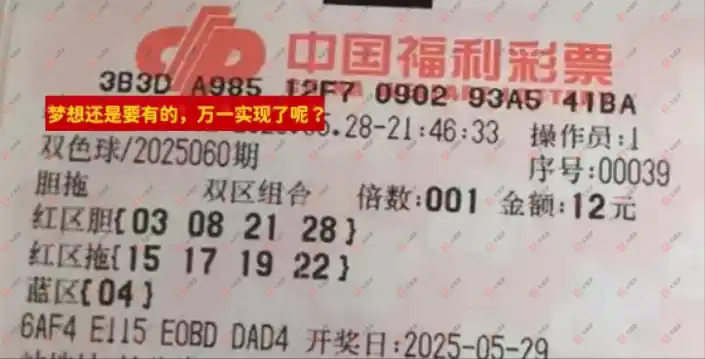 中国福利彩票
3B3D A985 12F7 0902 93A5 41BA
梦想还是要有的，万一实现了呢？
.28-21:46:33 操作员:1
双色球/2025060期 序号:00039
胆拖 双区组合 倍数:001 金额:12元
红区胆{03 08 21 28}
红区拖{15 17 19 22}
蓝区{04}
6AF4 E115 E0BD DAD4 开奖日:2025-05-29